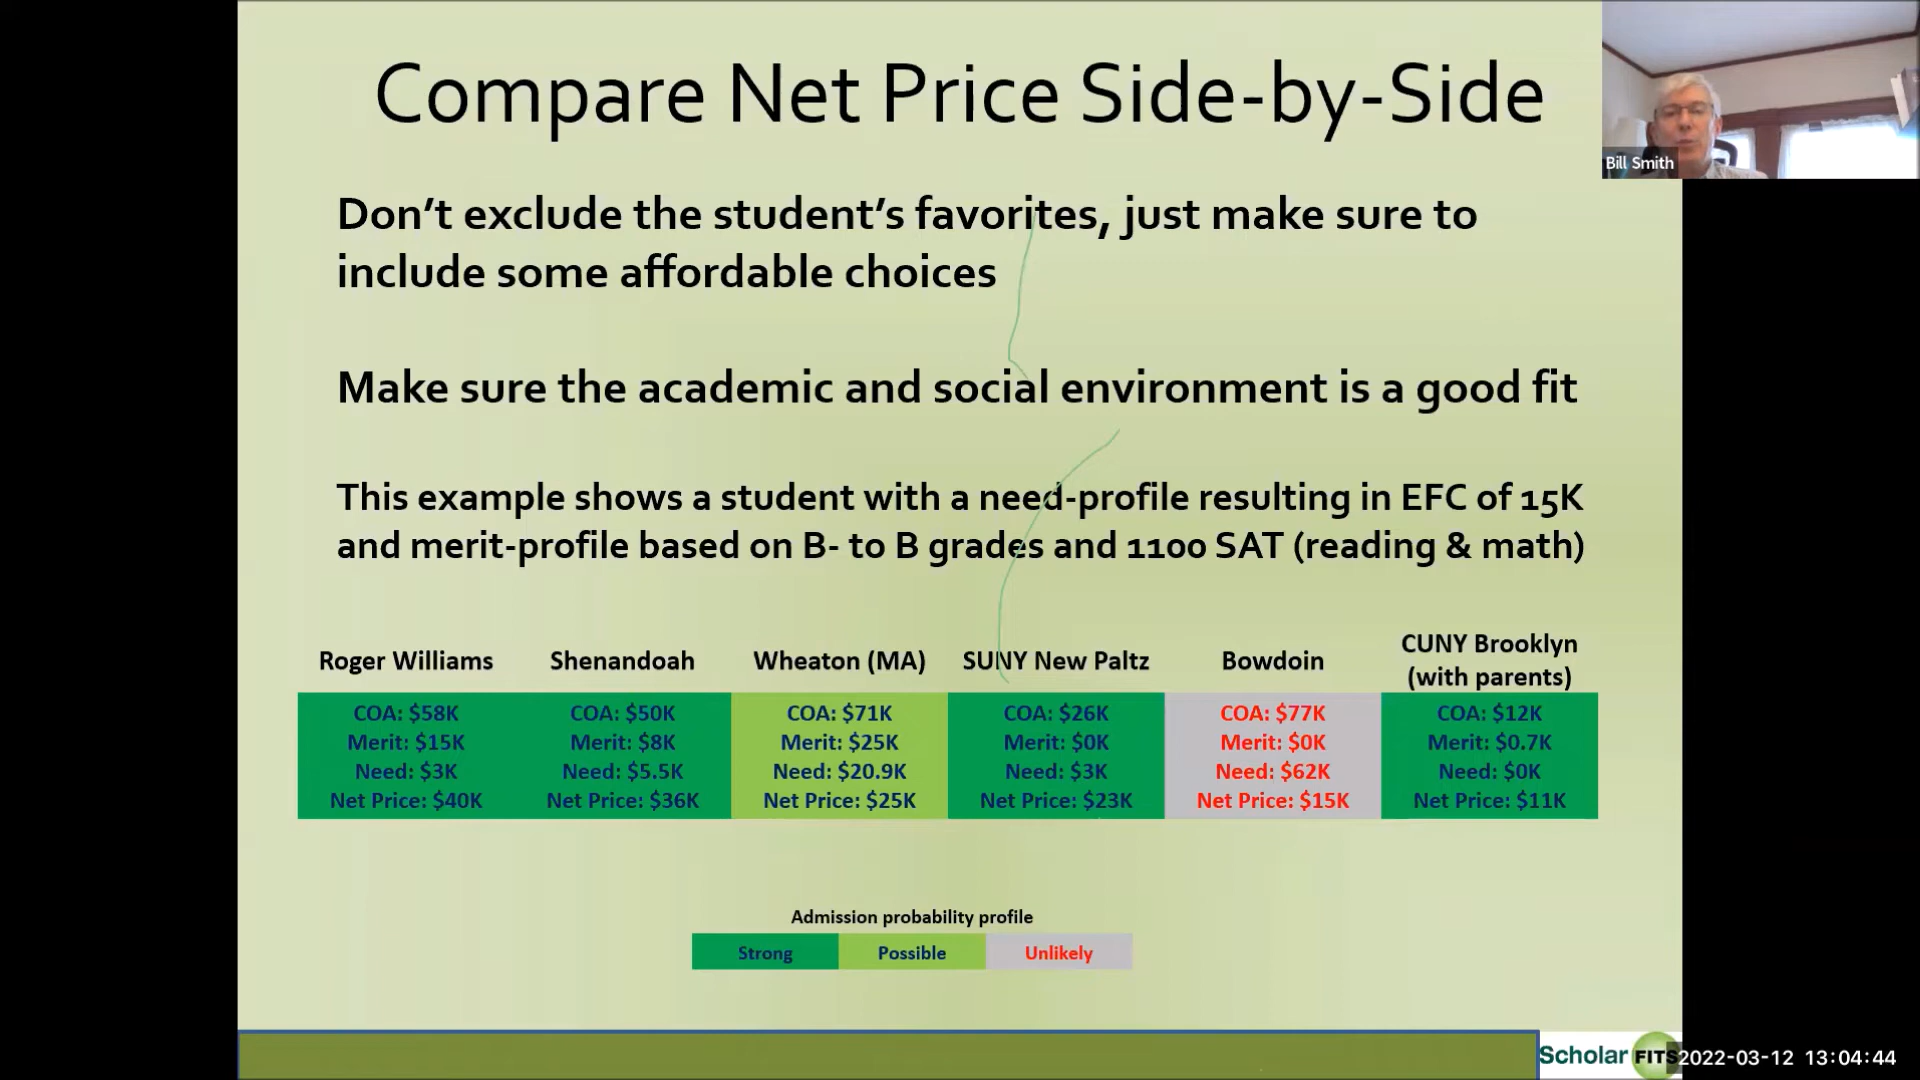 Compare Net Price Side-by-Side
Bill Smith
Don't exclude the student's favorites, just make sure to
include some affordable choices
Make sure the academic and social environment is a good fit
This example shows a student with a need-profile resulting in EFC of 15K
and merit-profile based on B- to B grades and 1100 SAT (reading & math)
Roger Williams
COA: $58K
Merit: $15K
Need: $3K
Net Price: $40K
Shenandoah
COA: $50K
Merit: $8K
Need: $5.5K
Net Price: $36K
Wheaton (MA)
COA: $71K
Merit: $25K
Need: $20.9K
Net Price: $25K
SUNY New Paltz
COA: $26K
Merit: $0K
Need: $3K
Net Price: $23K
Bowdoin
COA: $77K
Merit: $0K
Need: $62K
Net Price: $15K
CUNY Brooklyn
(with parents)
COA: $12K
Merit: $0.7K
Need: $0K
Net Price: $11K
Admission probability profile
Strong
Possible
Unlikely
Scholar FITS
2022-03-12 13:04:44